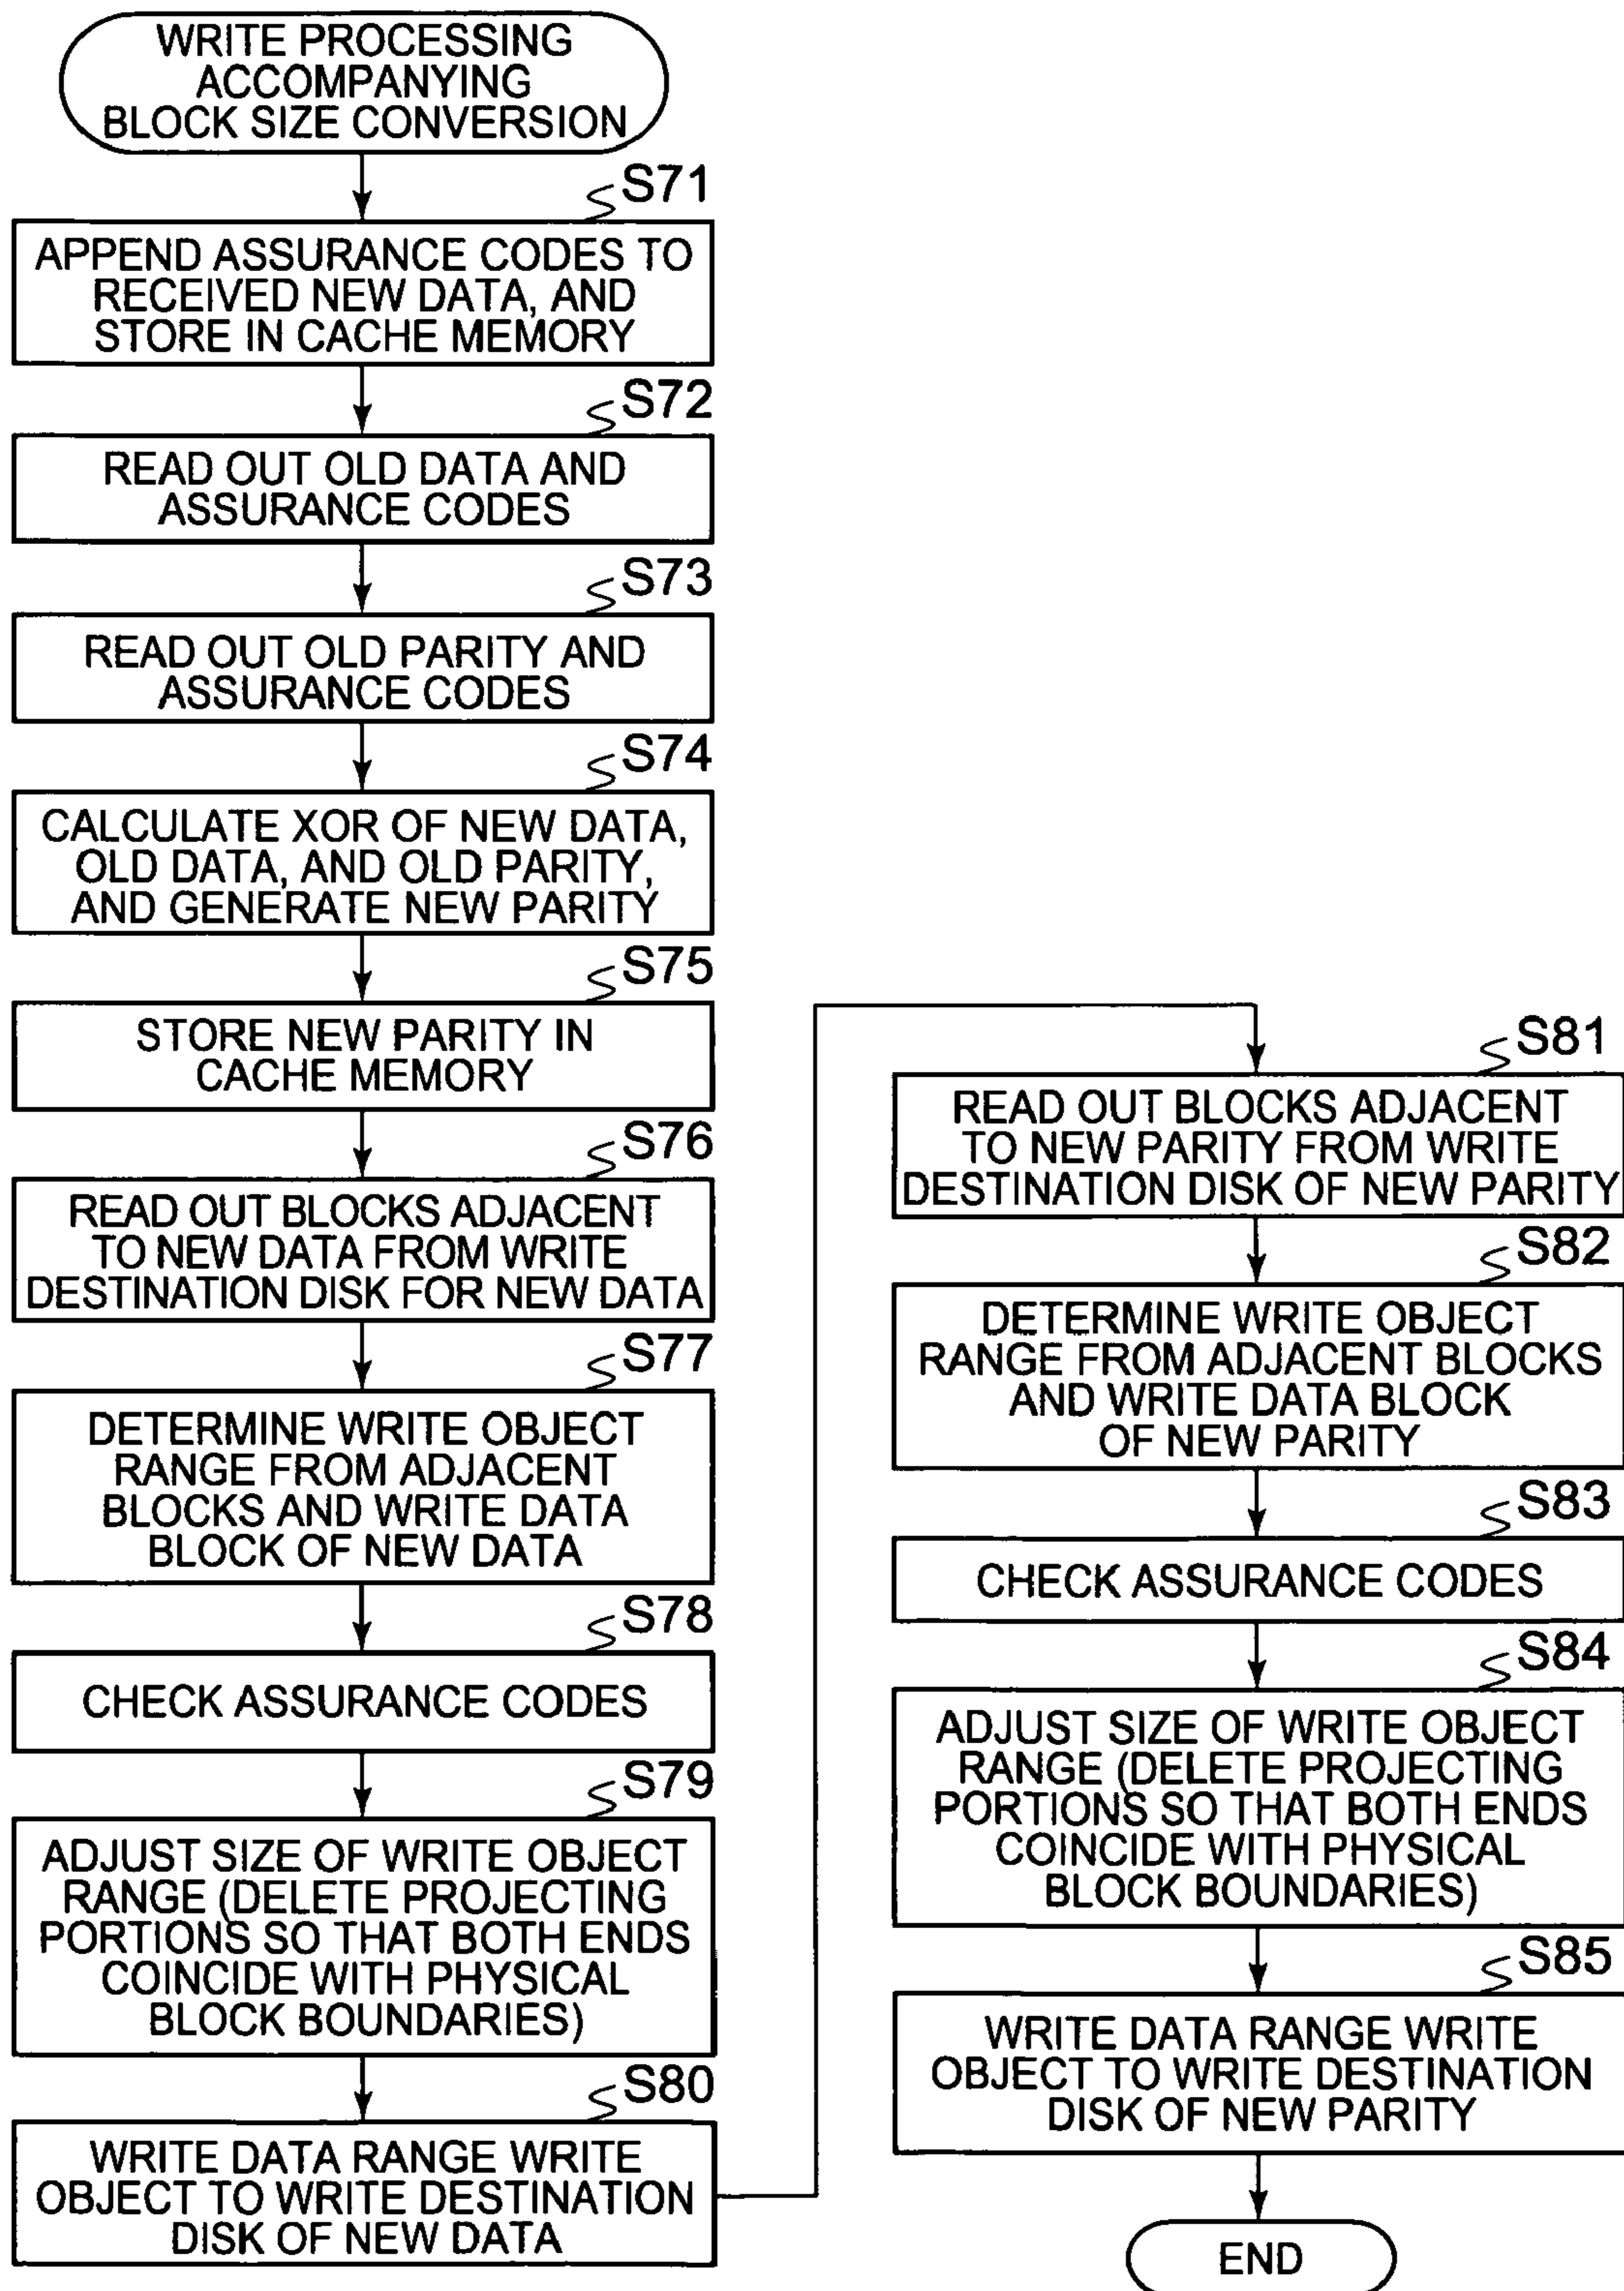 WRITE PROCESSING
ACCOMPANYING
BLOCK SIZE CONVERSION
S71
APPEND ASSURANCE CODES TO
RECEIVED NEW DATA, AND
STORE IN CACHE MEMORY
S72
READ OUT OLD DATA AND
ASSURANCE CODES
S73
READ OUT OLD PARITY AND
ASSURANCE CODES
S74
CALCULATE XOR OF NEW DATA,
OLD DATA, AND OLD PARITY,
AND GENERATE NEW PARITY
S75
STORE NEW PARITY IN
CACHE MEMORY
S76
READ OUT BLOCKS ADJACENT
TO NEW DATA FROM WRITE
DESTINATION DISK FOR NEW DATA
S77
DETERMINE WRITE OBJECT
RANGE FROM ADJACENT
BLOCKS AND WRITE DATA
BLOCK OF NEW DATA
S78
CHECK ASSURANCE CODES
S79
ADJUST SIZE OF WRITE OBJECT
RANGE (DELETE PROJECTING
PORTIONS SO THAT BOTH ENDS
COINCIDE WITH PHYSICAL
BLOCK BOUNDARIES)
S80
WRITE DATA RANGE WRITE
OBJECT TO WRITE DESTINATION
DISK OF NEW DATA
S81
READ OUT BLOCKS ADJACENT
TO NEW PARITY FROM WRITE
DESTINATION DISK OF NEW PARITY
S82
DETERMINE WRITE OBJECT
RANGE FROM ADJACENT BLOCKS
AND WRITE DATA BLOCK
OF NEW PARITY
S83
CHECK ASSURANCE CODES
S84
ADJUST SIZE OF WRITE OBJECT
RANGE (DELETE PROJECTING
PORTIONS SO THAT BOTH ENDS
COINCIDE WITH PHYSICAL
BLOCK BOUNDARIES)
S85
WRITE DATA RANGE WRITE
OBJECT TO WRITE DESTINATION
DISK OF NEW PARITY
END